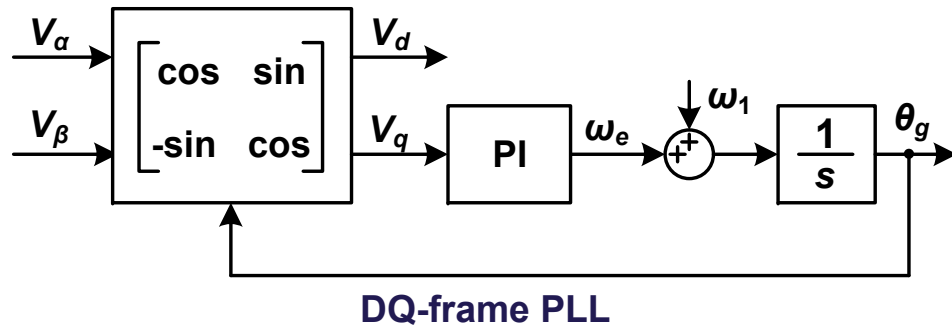 Vα
Vβ
cos sin
-sin cos
Vd
Vq
PI
ωe
ω1
+
+
1
s
θg
DQ-frame PLL